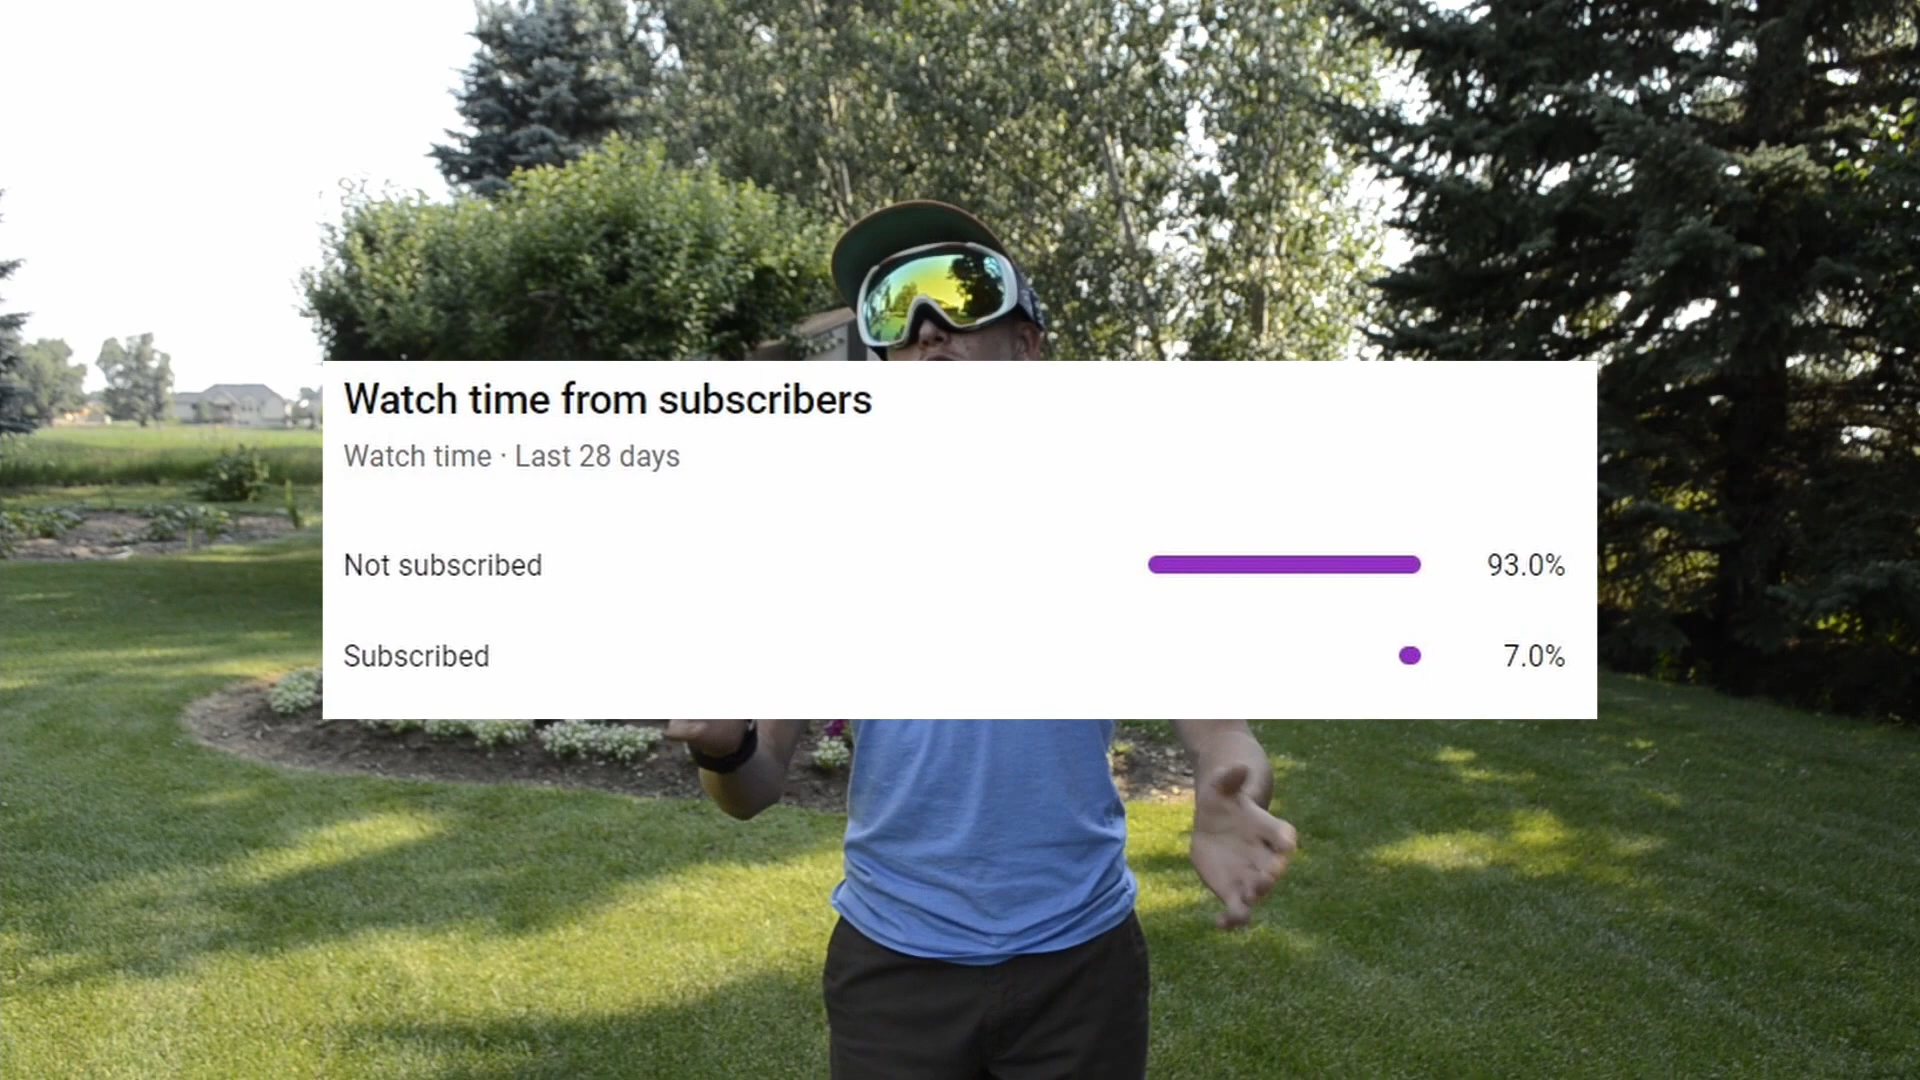 Watch time from subscribers
Watch time · Last 28 days
Not subscribed 93.0%
Subscribed 7.0%